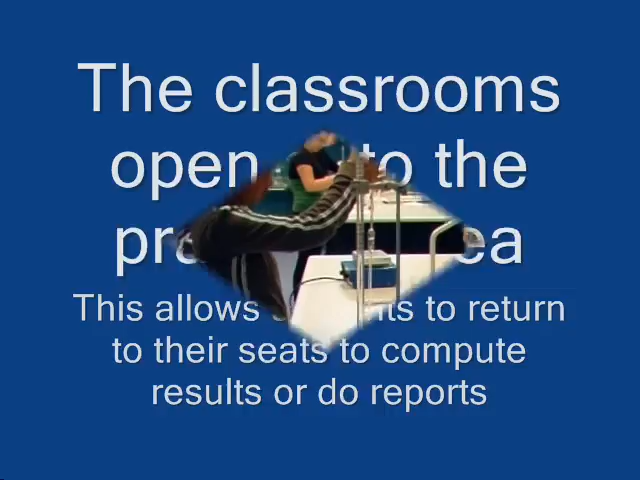 The classrooms
open to the
This allows to return
to their seats to compute
results or do reports